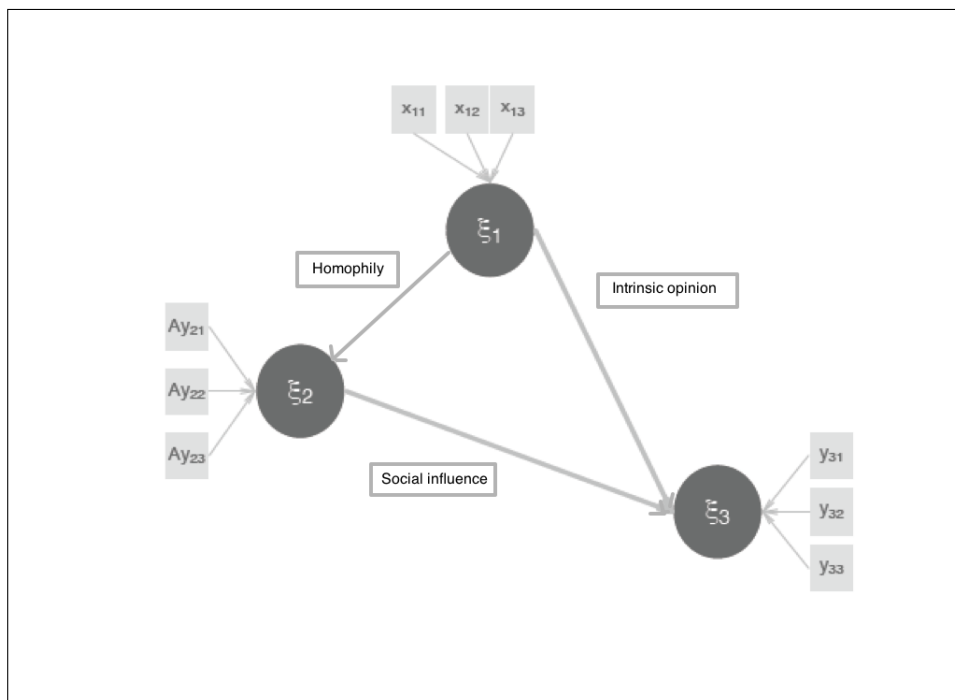 x₁₁ x₁₂ x₁₃
ξ₁
Homophily
Intrinsic opinion
Ay₂₁
Ay₂₂
Ay₂₃
ξ₂
Social influence
ξ₃
y₃₁
y₃₂
y₃₃